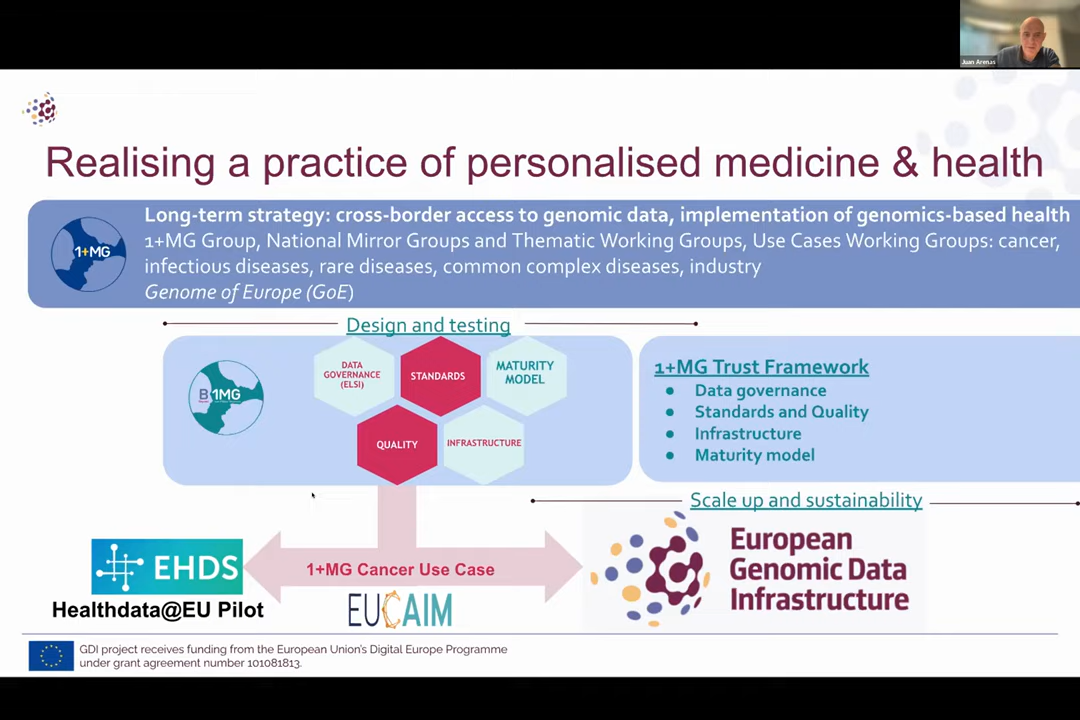 Juan Arenas
Realising a practice of personalised medicine & health
1+MG
Long-term strategy: cross-border access to genomic data, implementation of genomics-based health
1+MG Group, National Mirror Groups and Thematic Working Groups, Use Cases Working Groups: cancer,
infectious diseases, rare diseases, common complex diseases, industry
Genome of Europe (GoE)
Design and testing
B1MG
DATA
GOVERNANCE
(ELSI)
STANDARDS
MATURITY
MODEL
QUALITY
INFRASTRUCTURE
1+MG Trust Framework
● Data governance
● Standards and Quality
● Infrastructure
● Maturity model
Scale up and sustainability
EHDS
Healthdata@EU Pilot
1+MG Cancer Use Case
EUCAIM
European
Genomic Data
Infrastructure
GDI project receives funding from the European Union's Digital Europe Programme
under grant agreement number 101081813.